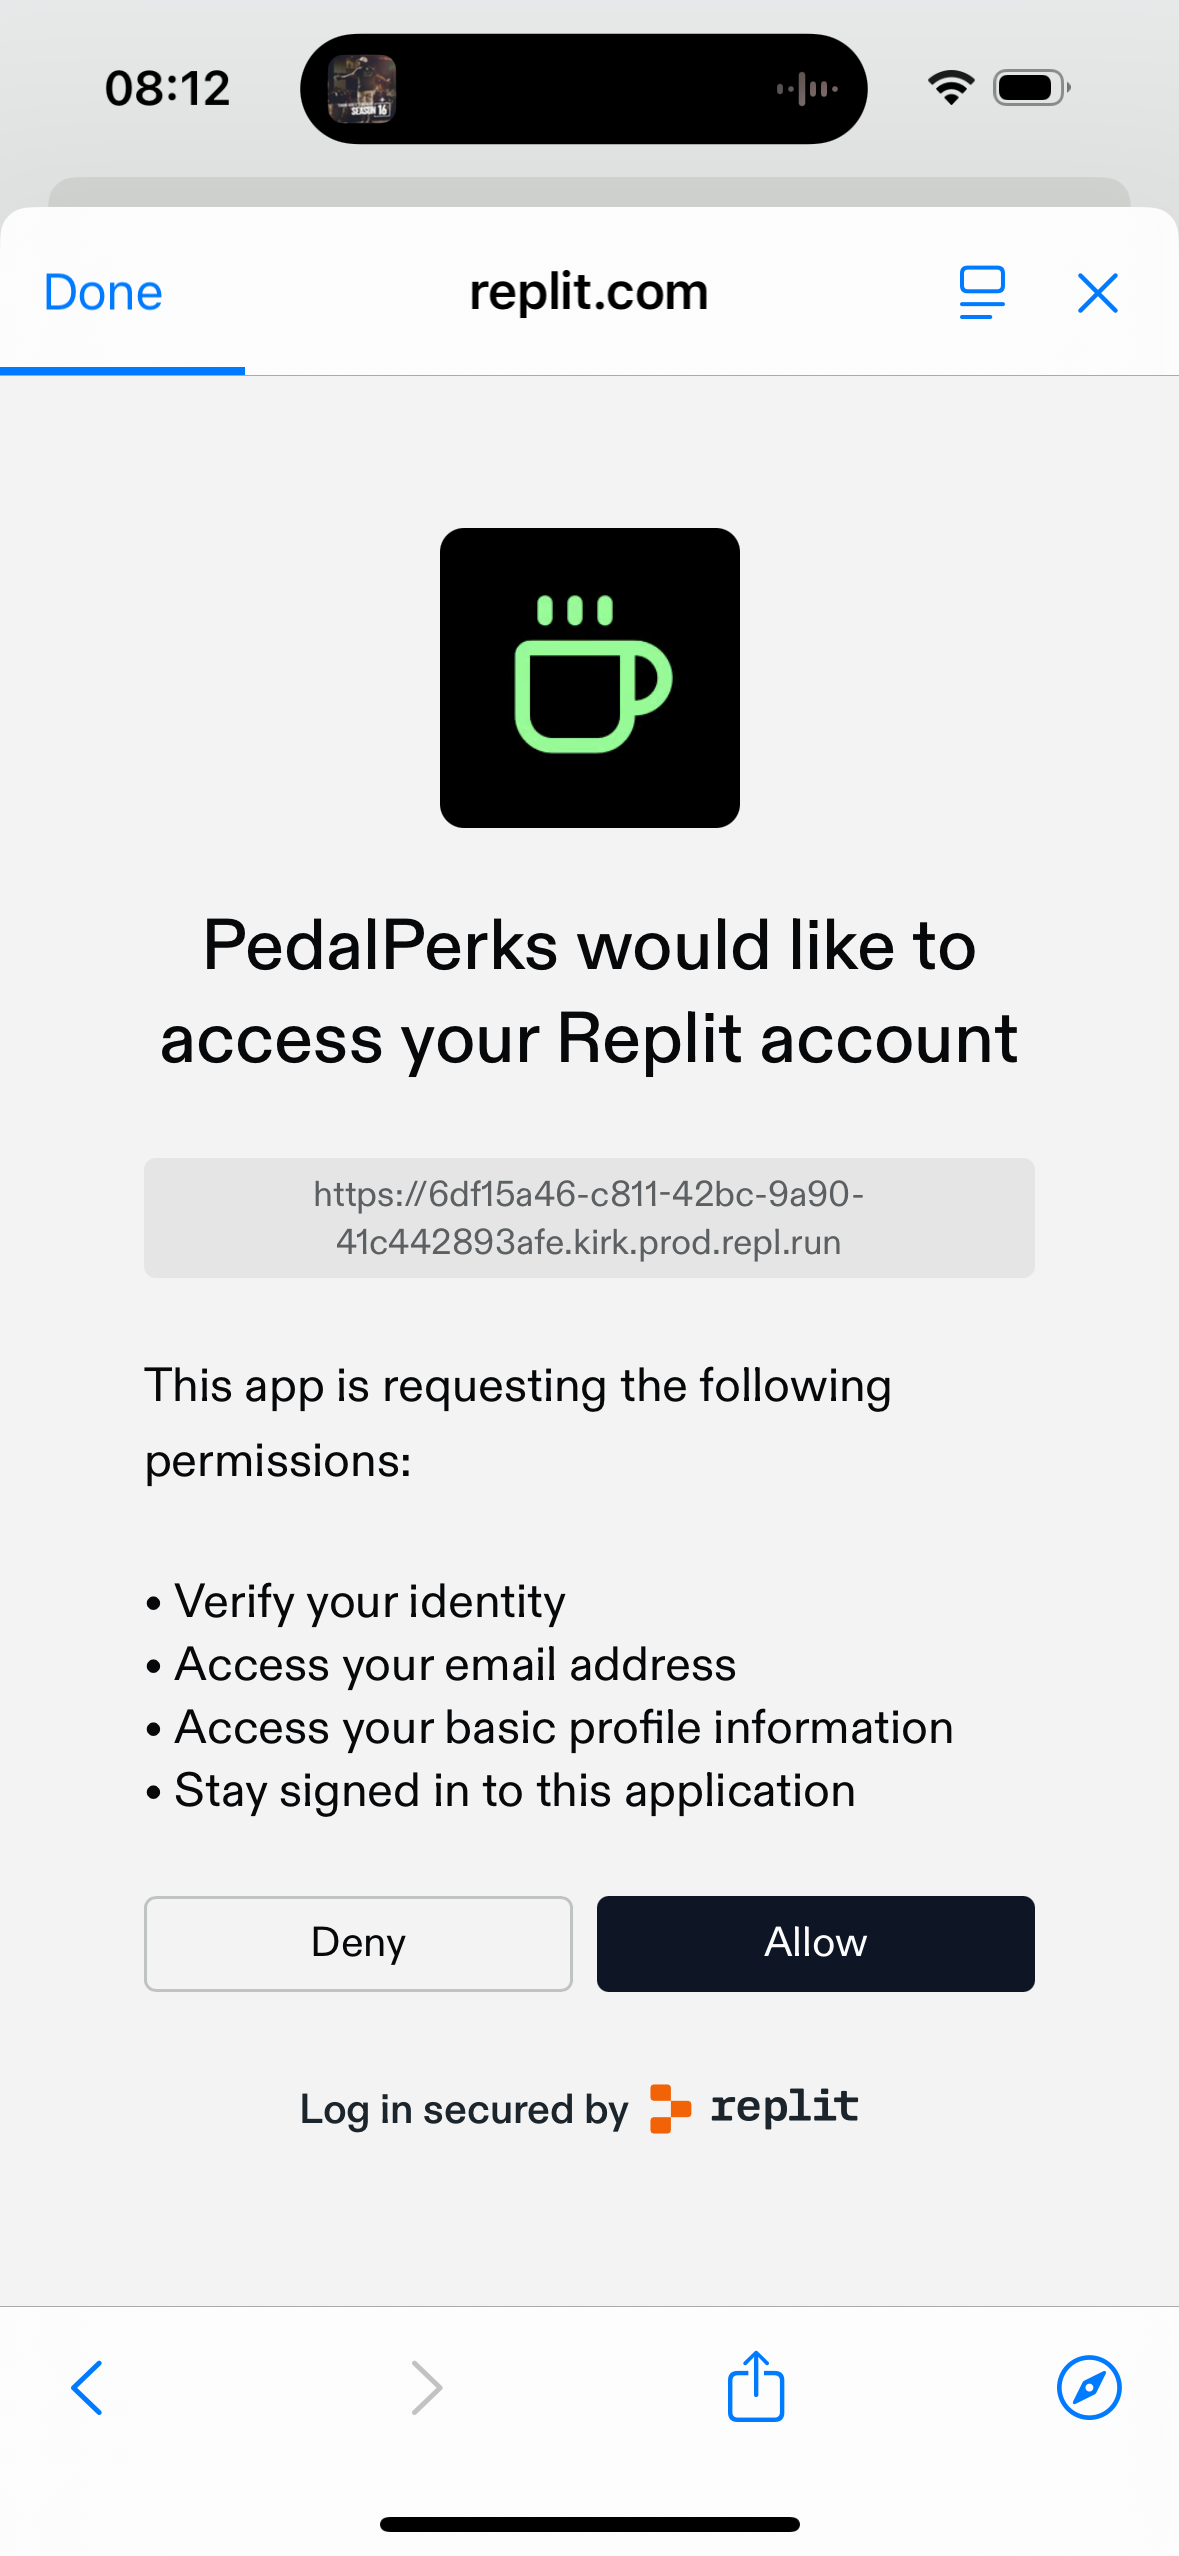 08:12
SEASON 16
Done
replit.com
PedalPerks would like to
access your Replit account
https://6df15a46-c811-42bc-9a90-
41c442893afe.kirk.prod.repl.run
This app is requesting the following
permissions:
• Verify your identity
• Access your email address
• Access your basic profile information
• Stay signed in to this application
Deny
Allow
Log in secured by replit